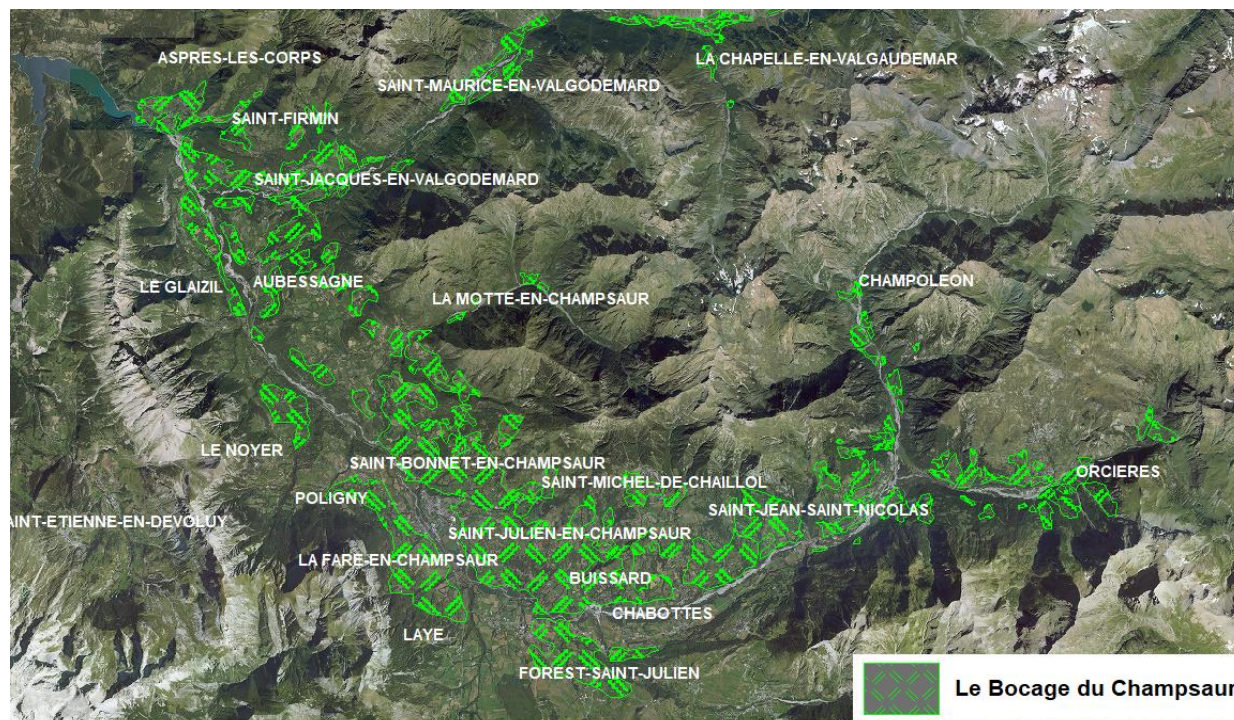 ASPRES-LES-CORPS
LA CHAPELLE-EN-VALGAUDEMAR
SAINT-MAURICE-EN-VALGODEMARD
SAINT-FIRMIN
SAINT-JACQUES-EN-VALGODEMARD
LE GLAIZIL
AUBESSAGNE
CHAMPOLEON
LA MOTTE-EN-CHAMPSAUR
LE NOYER
SAINT-BONNET-EN-CHAMPSAUR
ORCIERES
SAINT-MICHEL-DE-CHAILLOL
POLIGNY
SAINT-JEAN-SAINT-NICOLAS
AINT-ETIENNE-EN-DEVOLUY
SAINT-JULIEN-EN-CHAMPSAUR
LA FARE-EN-CHAMPSAUR
BUISSARD
CHABOTTES
LAYE
FOREST-SAINT-JULIEN
Le Bocage du Champsaur